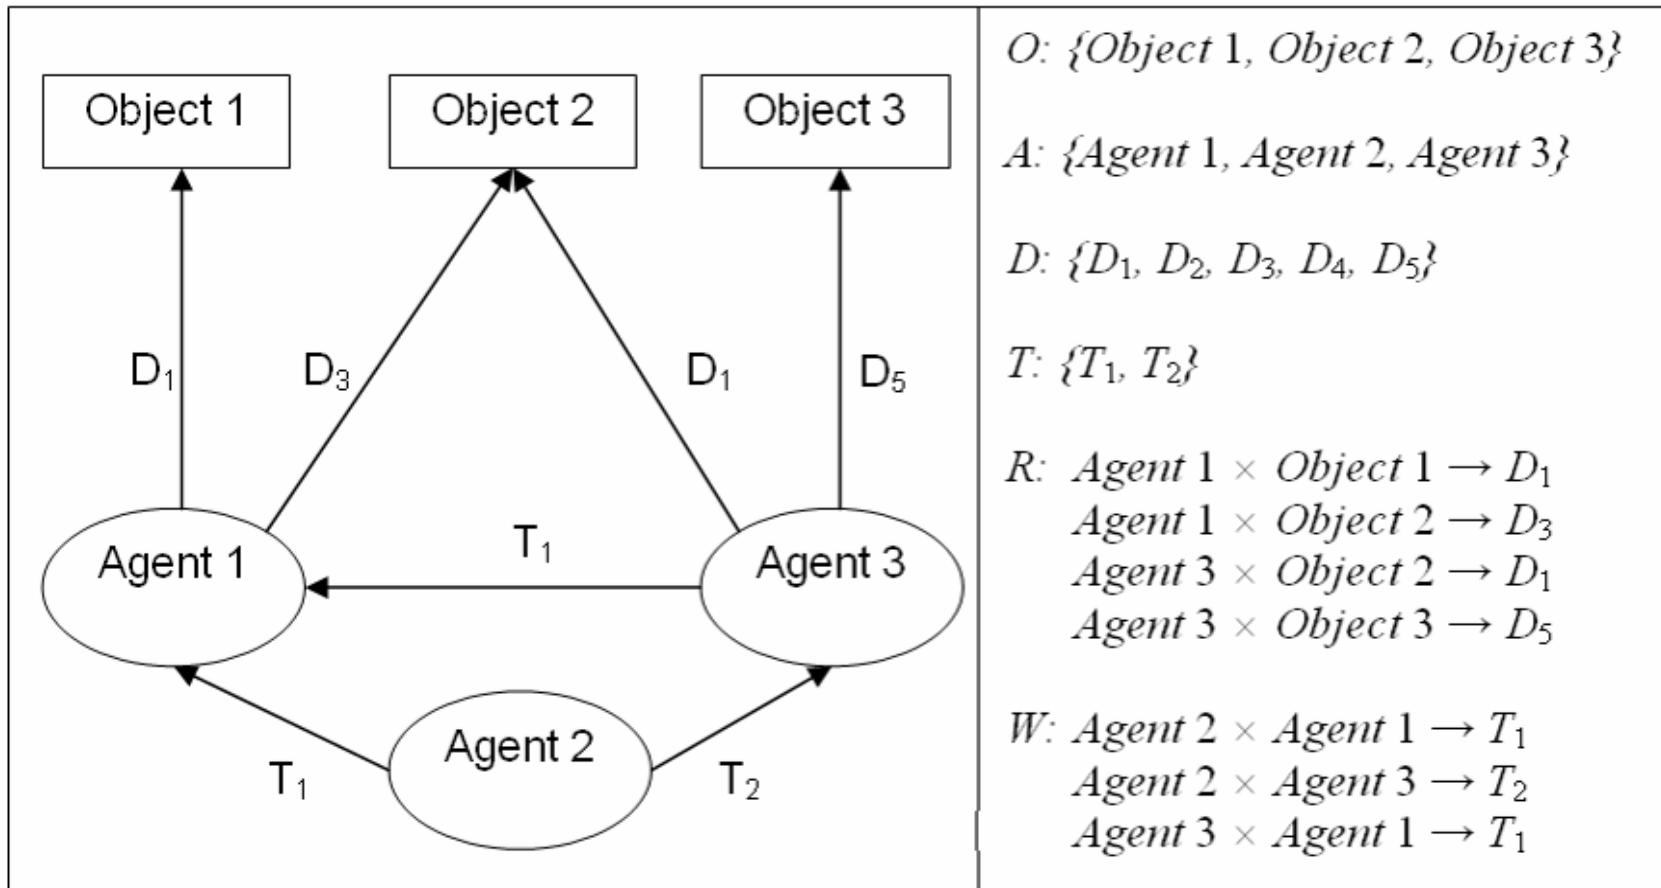 Object 1
Object 2
Object 3
D₁
D₃
D₁
D₅
Agent 1
T₁
Agent 3
Agent 2
T₁
T₂
O: {Object 1, Object 2, Object 3}
A: {Agent 1, Agent 2, Agent 3}
D: {D₁, D₂, D₃, D₄, D₅}
T: {T₁, T₂}
R: Agent 1 × Object 1 → D₁
Agent 1 × Object 2 → D₃
Agent 3 × Object 2 → D₁
Agent 3 × Object 3 → D₅
W: Agent 2 × Agent 1 → T₁
Agent 2 × Agent 3 → T₂
Agent 3 × Agent 1 → T₁